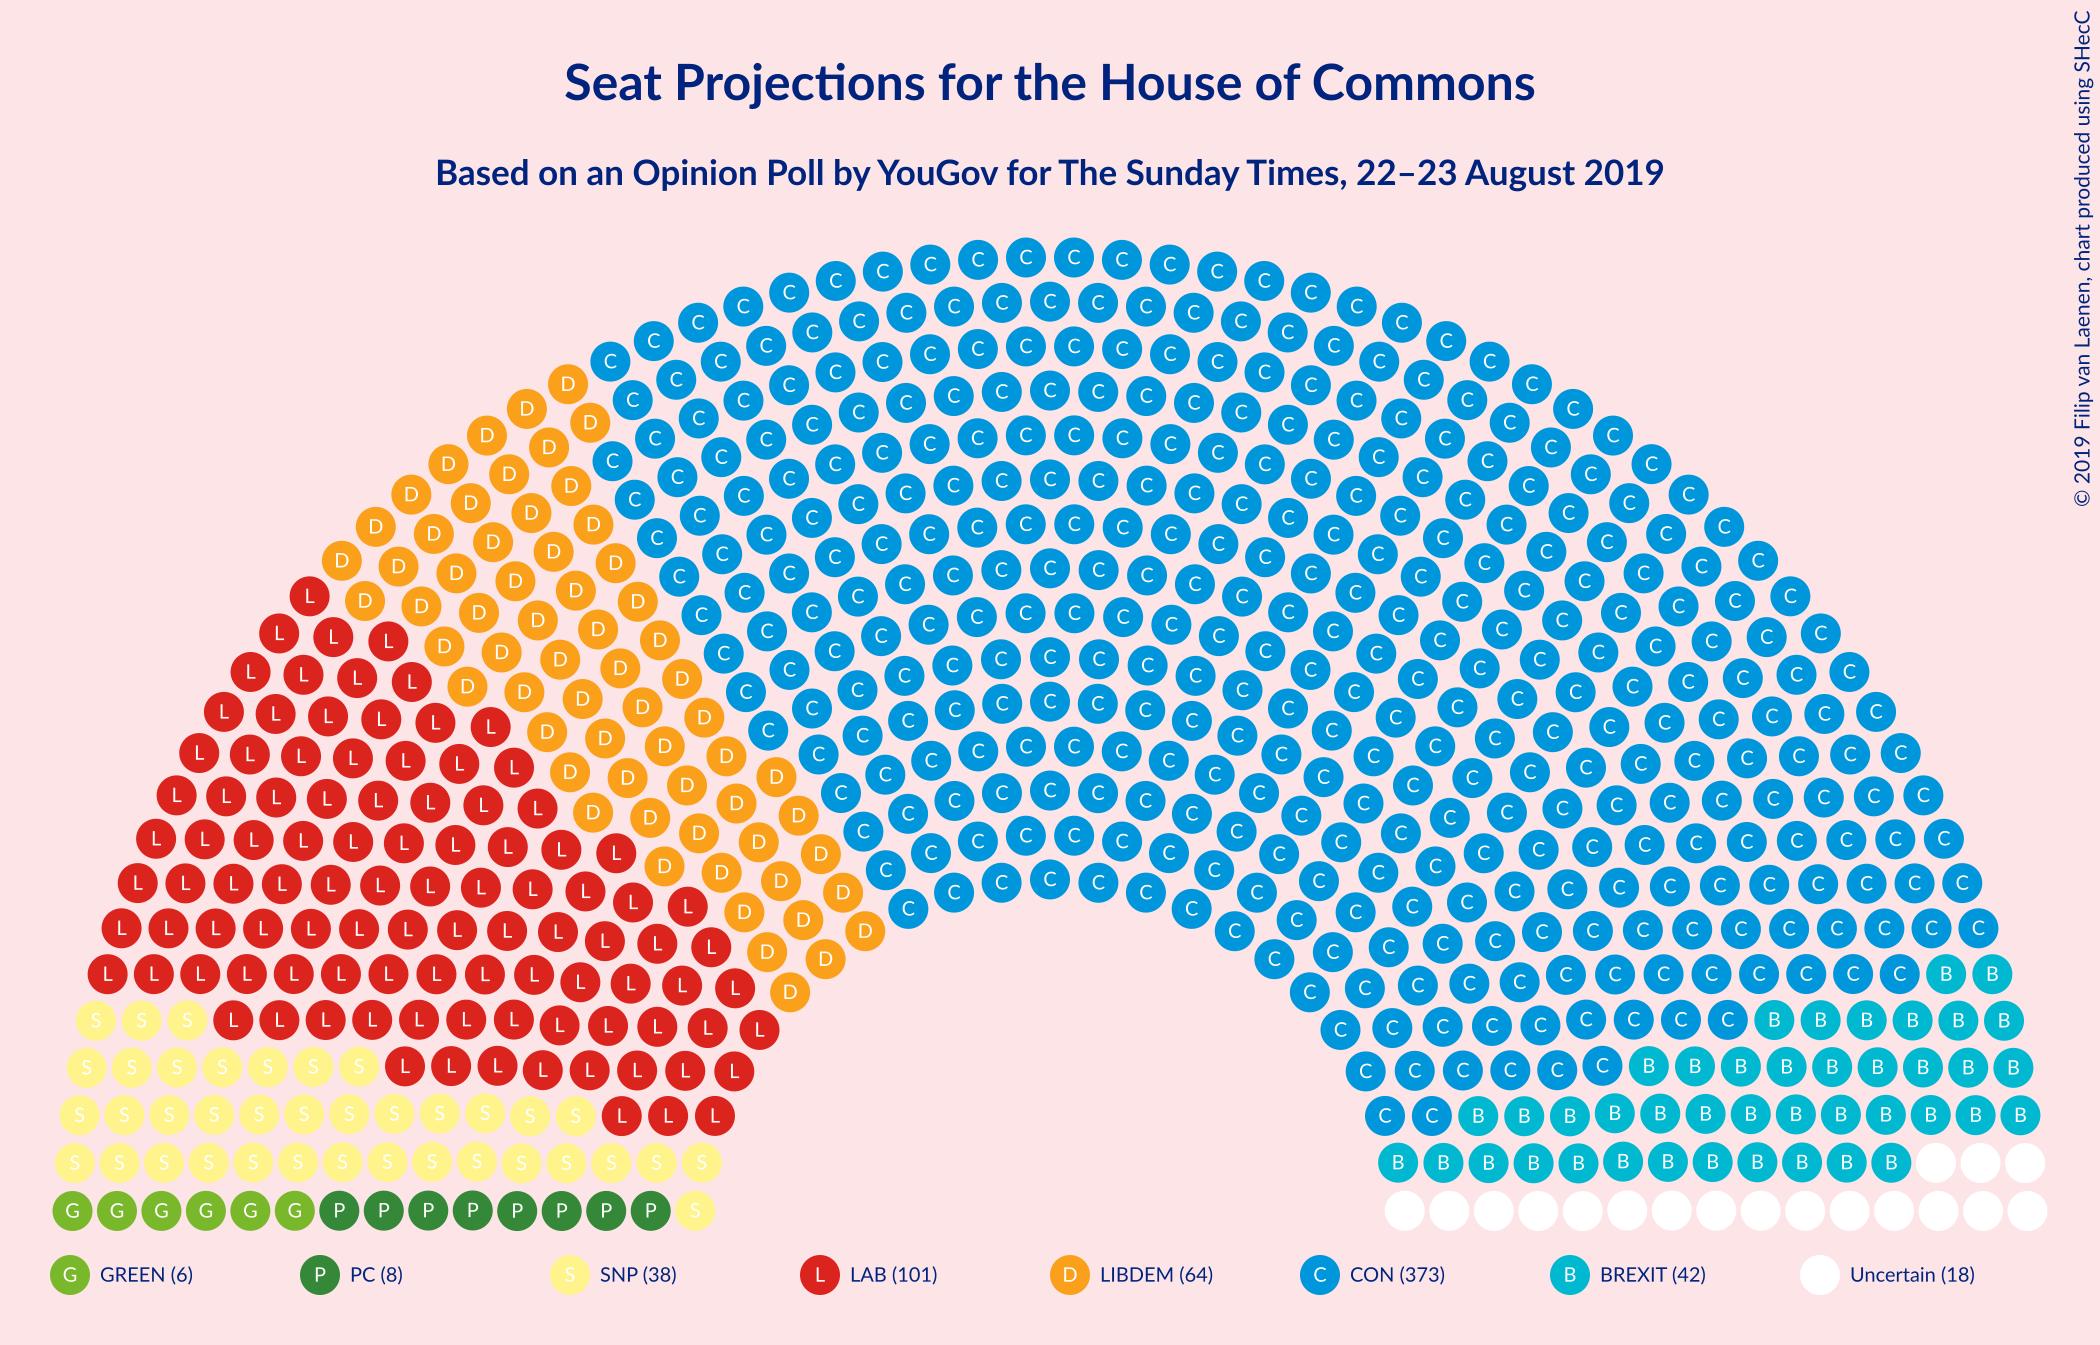 Seat Projections for the House of Commons
Based on an Opinion Poll by YouGov for The Sunday Times, 22–23 August 2019
© 2019 Filip van Laenen, chart produced using SHecC
G GREEN (6)
P PC (8)
S SNP (38)
L LAB (101)
D LIBDEM (64)
C CON (373)
B BREXIT (42)
Uncertain (18)